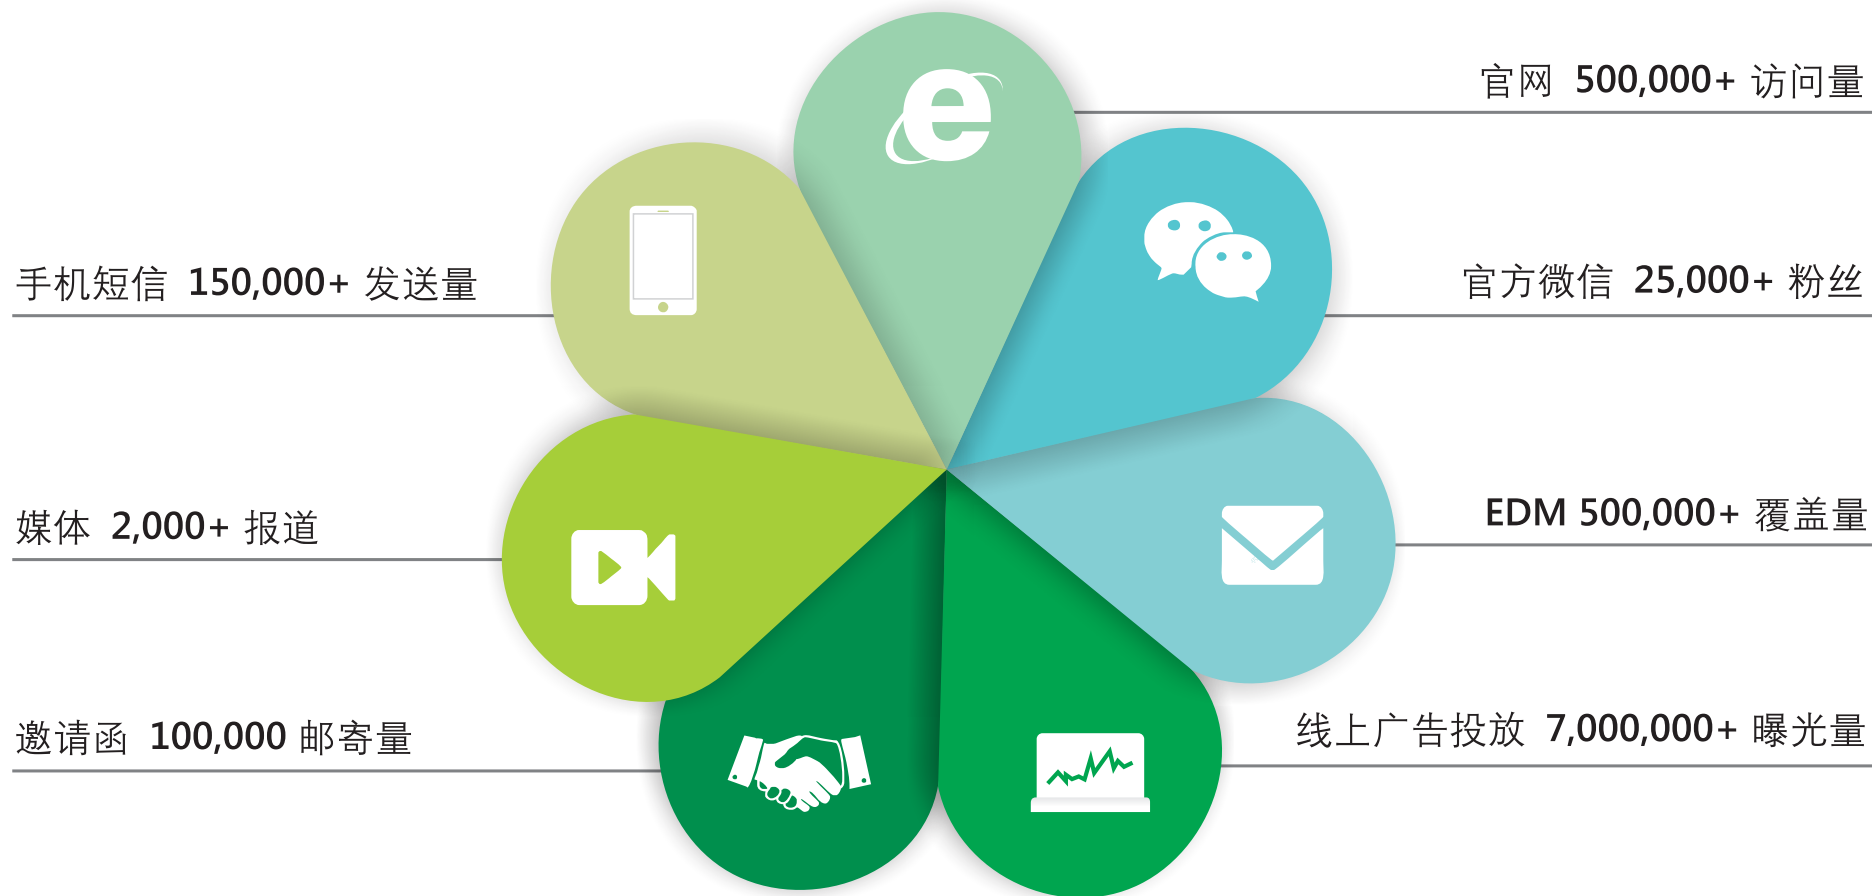 官网 500,000+ 访问量
官方微信 25,000+ 粉丝
手机短信 150,000+ 发送量
EDM 500,000+ 覆盖量
媒体 2,000+ 报道
线上广告投放 7,000,000+ 曝光量
邀请函 100,000 邮寄量